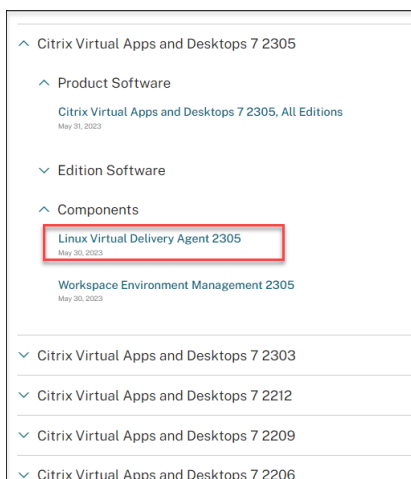 Citrix Virtual Apps and Desktops 7 2305
Product Software
Citrix Virtual Apps and Desktops 7 2305, All Editions
May 31, 2023
Edition Software
Components
Linux Virtual Delivery Agent 2305
May 30, 2023
Workspace Environment Management 2305
May 30, 2023
Citrix Virtual Apps and Desktops 7 2303
Citrix Virtual Apps and Desktops 7 2212
Citrix Virtual Apps and Desktops 7 2209
Citrix Virtual Apps and Desktops 7 2206